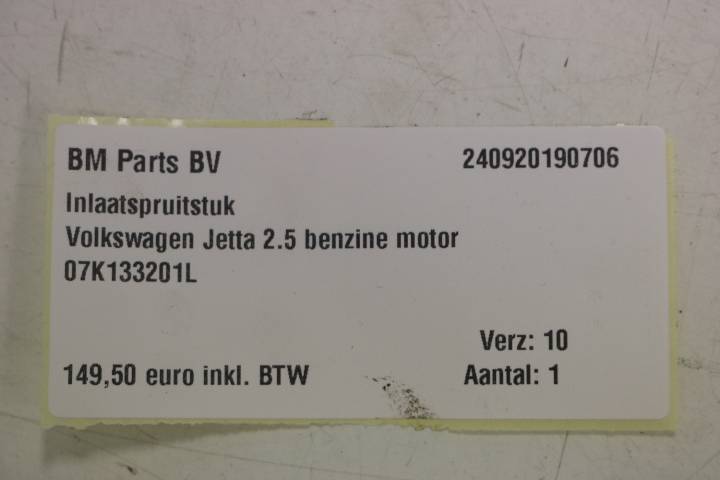 BM Parts BV 240920190706
Inlaatspruitstuk
Volkswagen Jetta 2.5 benzine motor
07K133201L
Verz: 10
149,50 euro inkl. BTW Aantal: 1